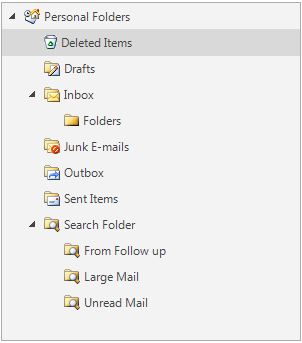 Personal Folders
Deleted Items
Drafts
Inbox
Folders
Junk E-mails
Outbox
Sent Items
Search Folder
From Follow up
Large Mail
Unread Mail